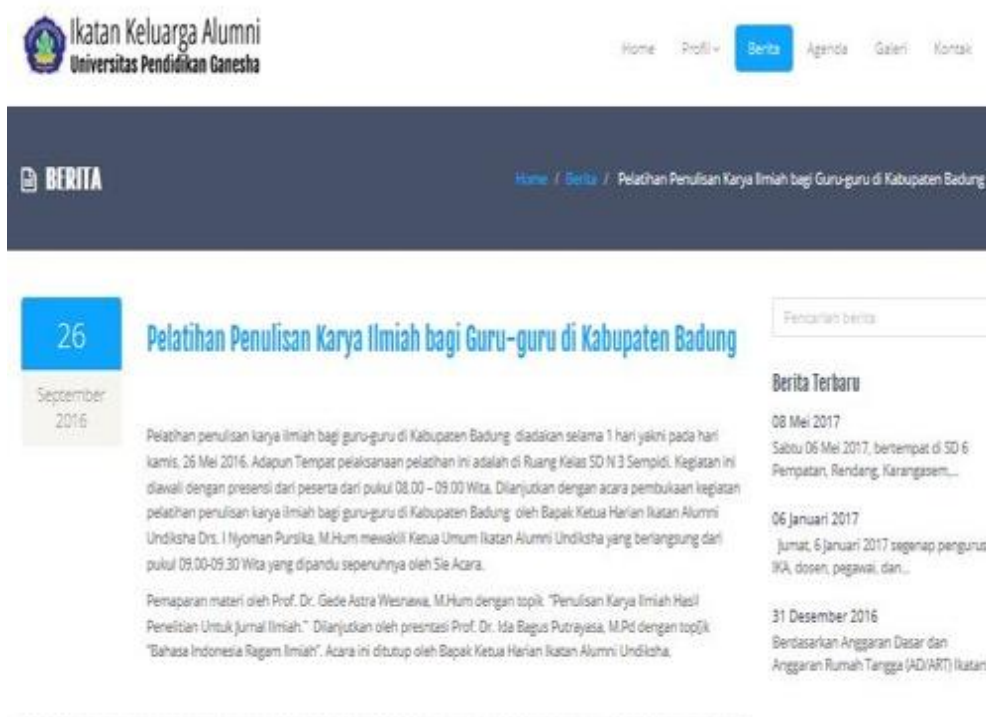 Ikatan Keluarga Alumni
Universitas Pendidikan Ganesha
Home Profil Berita Agenda Galeri Kontak
BERITA
Home / Berita / Pelatihan Penulisan Karya Ilmiah bagi Guru-guru di Kabupaten Badung
26
September
2016
Pelatihan Penulisan Karya Ilmiah bagi Guru-guru di Kabupaten Badung
Pelatihan penulisan karya ilmiah bagi guru-guru di Kabupaten Badung diadakan selama 1 hari yakni pada hari
kamis, 26 Mei 2016. Adapun Tempat pelaksanaan pelatihan ini adalah di Ruang Kelas SD N 3 Sempidi. Kegiatan ini
diawali dengan presensi dari peserta dari pukul 08.00 – 09.00 Wita. Dilanjutkan dengan acara pembukaan kegiatan
pelatihan penulisan karya ilmiah bagi guru-guru di Kabupaten Badung oleh Bapak Ketua Harian Ikatan Alumni
Undiksha Drs. I Nyoman Pursika, M.Hum mewakili Ketua Umum Ikatan Alumni Undiksha yang berlangsung dari
pukul 09.00-09.30 Wita yang dipandu sepenuhnya oleh Sie Acara.
Pemaparan materi oleh Prof. Dr. Gede Astra Wesnawa, M.Hum dengan topik "Penulisan Karya Ilmiah Hasil
Penelitian Untuk Jurnal Ilmiah." Dilanjutkan oleh presntasi Prof. Dr. Ida Bagus Putrayasa, M.Pd dengan top[ik
"Bahasa Indonesia Ragam Ilmiah". Acara ini ditutup oleh Bapak Ketua Harian Ikatan Alumni Undiksha.
Pencarian berita
Berita Terbaru
08 Mei 2017
Sabtu 06 Mei 2017, bertempat di SD 6
Pempatan, Rendang, Karangasem,...
06 Januari 2017
Jumat, 6 Januari 2017 segenap pengurus
IKA, dosen, pegawai, dan...
31 Desember 2016
Berdasarkan Anggaran Dasar dan
Anggaran Rumah Tangga (AD/ART) Ikatan